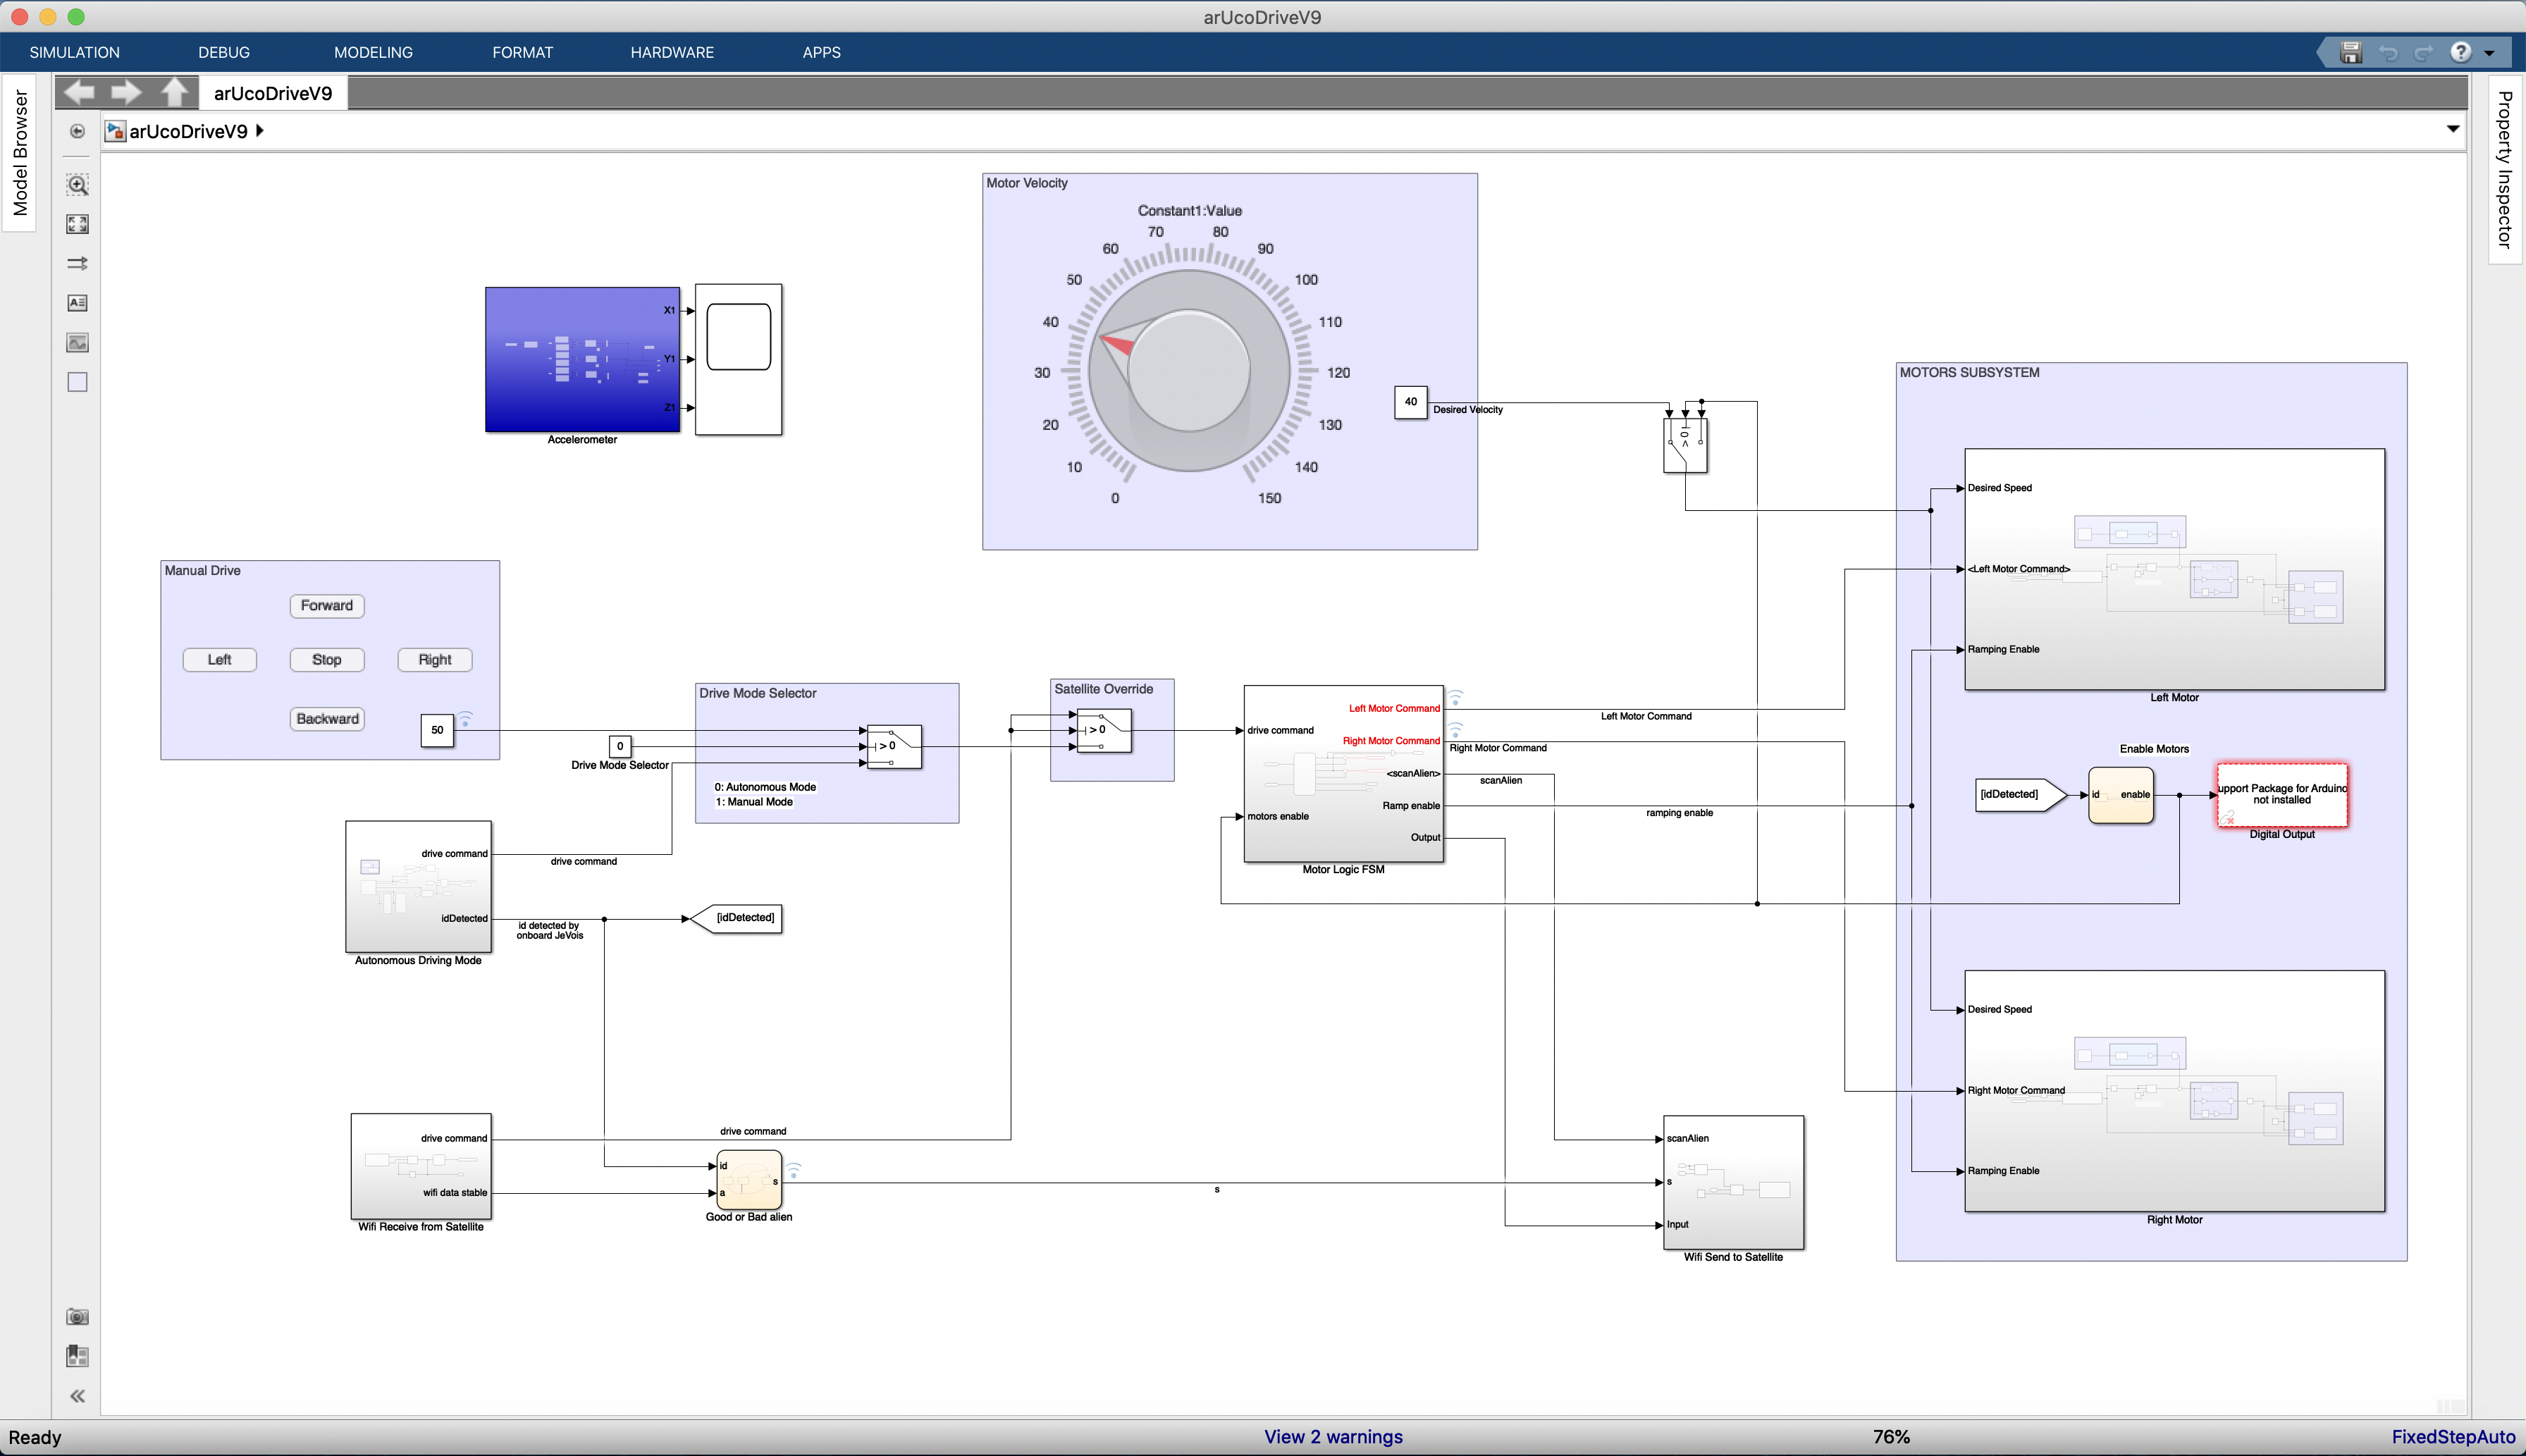 arUcoDriveV9
SIMULATION DEBUG MODELING FORMAT HARDWARE APPS
Model Browser
arUcoDriveV9
Property Inspector
arUcoDriveV9
Motor Velocity
Constant1:Value
0
10
20
30
40
50
60
70
80
90
100
110
120
130
140
150
40
Desired Velocity
> 0
X1
Y1
Z1
Accelerometer
Manual Drive
Forward
Left Stop Right
Backward
50
0
Drive Mode Selector
Drive Mode Selector
> 0
0: Autonomous Mode
1: Manual Mode
Satellite Override
> 0
drive command
motors enable
Left Motor Command
Right Motor Command
<scanAlien>
Ramp enable
Output
Motor Logic FSM
Left Motor Command
Right Motor Command
scanAlien
ramping enable
drive command
idDetected
Autonomous Driving Mode
drive command
id detected by
onboard JeVois
[idDetected]
drive command
wifi data stable
Wifi Receive from Satellite
drive command
id
a
s
Good or Bad alien
s
scanAlien
s
Input
Wifi Send to Satellite
MOTORS SUBSYSTEM
Desired Speed
<Left Motor Command>
Ramping Enable
Left Motor
Enable Motors
[idDetected]
id enable
upport Package for Arduino
not installed
Digital Output
Desired Speed
Right Motor Command
Ramping Enable
Right Motor
Ready View 2 warnings 76% FixedStepAuto